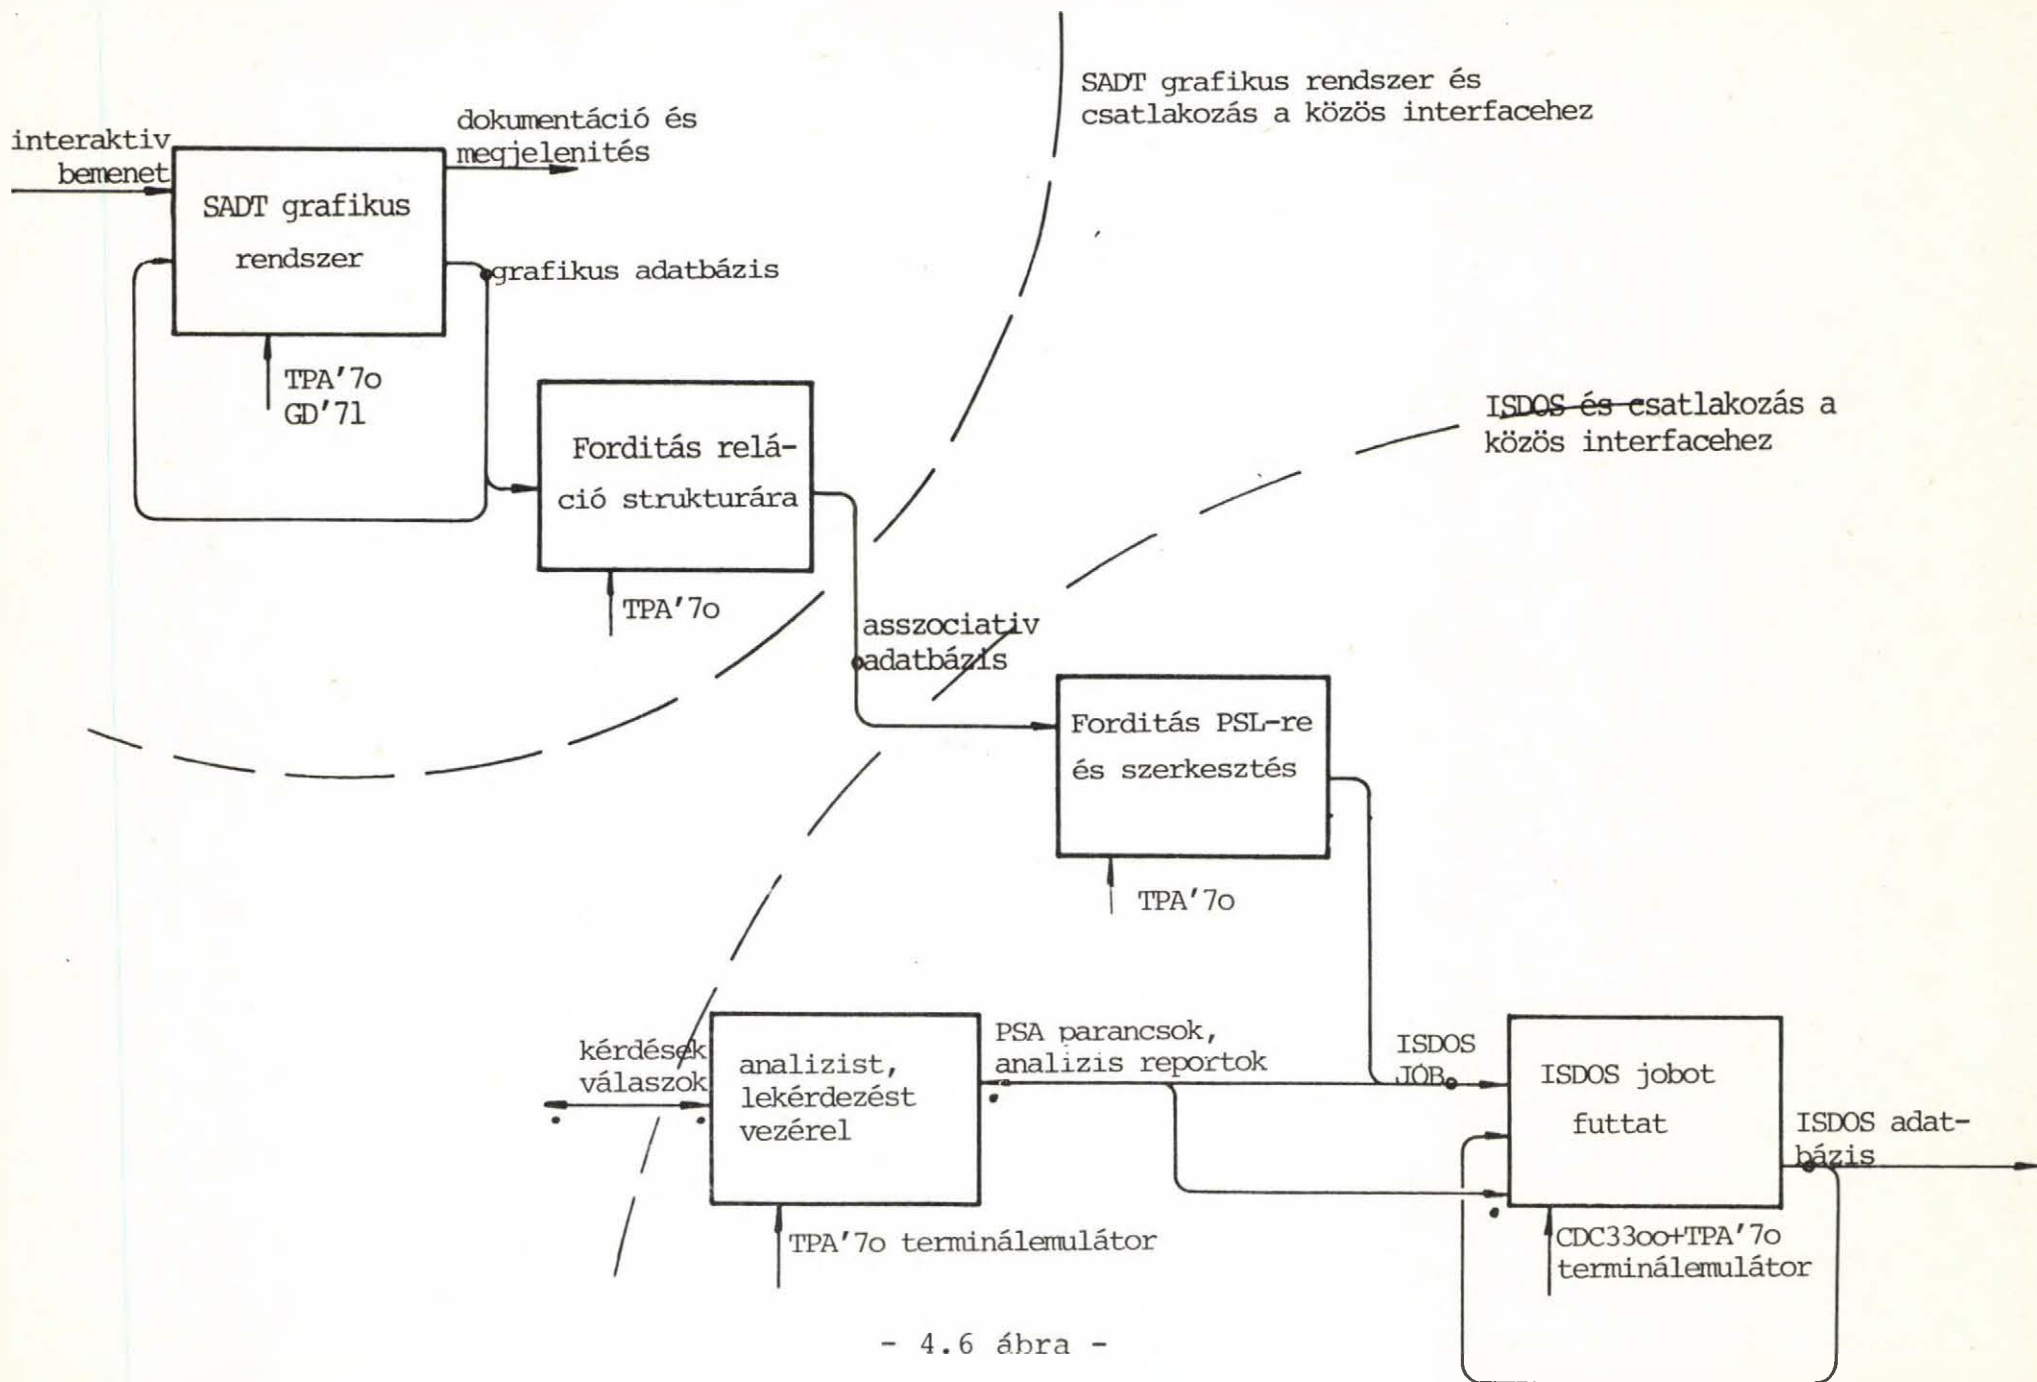 SADT grafikus rendszer és
csatlakozás a közös interfacehez
interaktiv
bemenet
dokumentáció és
megjelenités
SADT grafikus
rendszer
grafikus adatbázis
TPA'7o
GD'71
Forditás relá-
ció strukturára
TPA'7o
ISDOS és csatlakozás a
közös interfacehez
asszociativ
adatbázis
Forditás PSL-re
és szerkesztés
TPA'7o
kérdések
válaszok
analizist,
lekérdezést
vezérel
TPA'7o terminálemulátor
PSA parancsok,
analizis reportok
ISDOS
JOB
ISDOS jobot
futtat
ISDOS adat-
bázis
CDC33oo+TPA'7o
terminálemulátor
- 4.6 ábra -